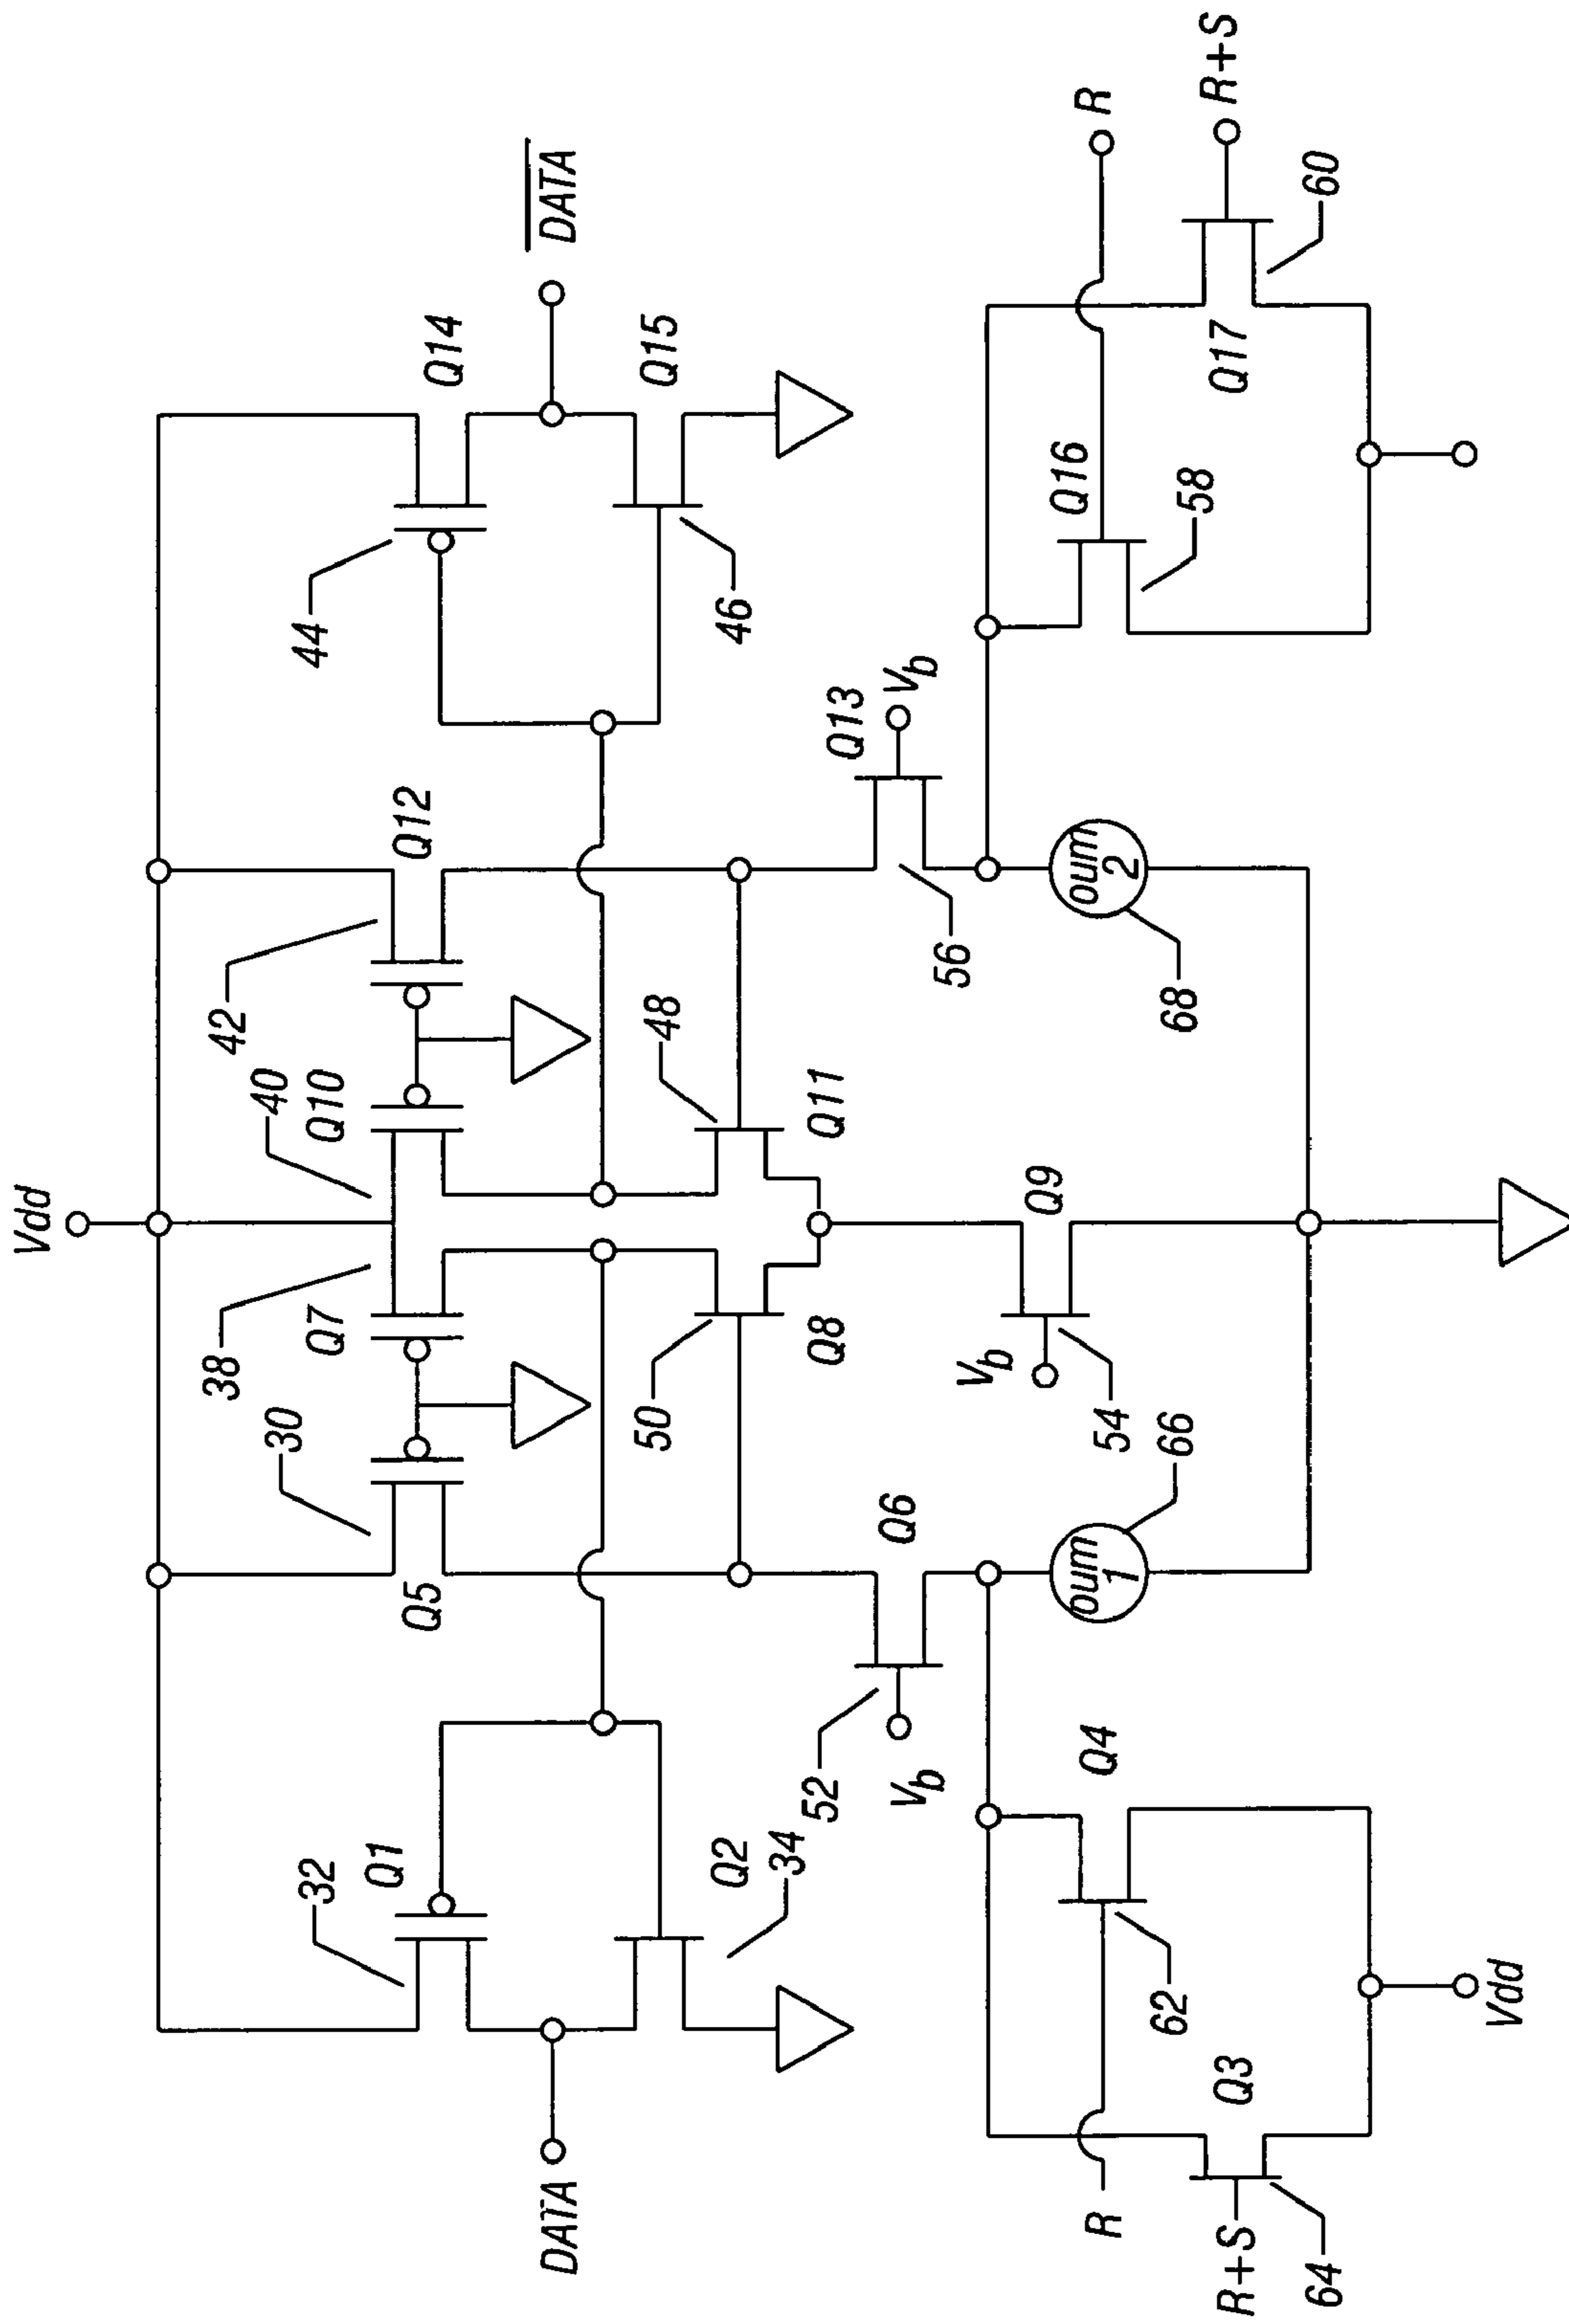 Vdd
DATA
DATA
32
Q1
Q2
34
30
Q5
38
Q7
40
Q10
42
Q12
44
Q14
Q15
46
50
Q8
48
Q11
52
Vb
Q6
54
Vb
Q9
56
Q13
Vb
oum
1
66
oum
2
68
R
Q4
62
R+S
Q3
64
Vdd
R
Q16
58
R+S
Q17
60